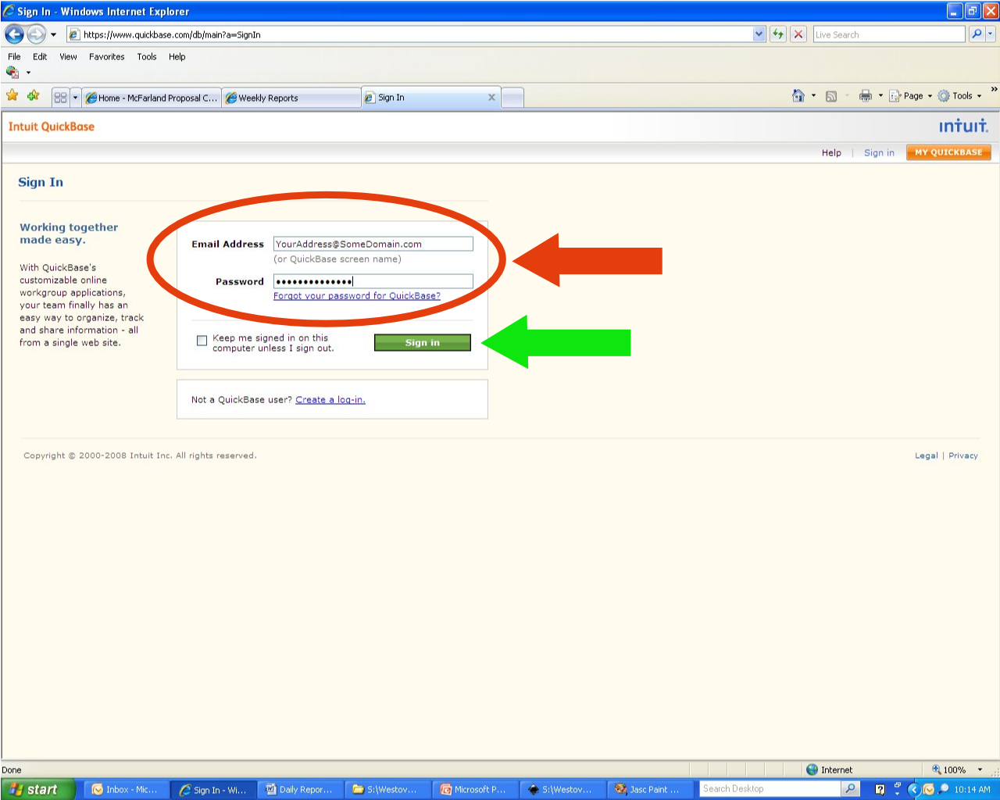 Sign In - Windows Internet Explorer
https://www.quickbase.com/db/main?a=SignIn
Live Search
File Edit View Favorites Tools Help
Home - McFarland Proposal C... Weekly Reports Sign In X Page Tools »
Intuit QuickBase intuit.
Help | Sign in MY QUICKBASE
Sign In
Working together
made easy.
With QuickBase's
customizable online
workgroup applications,
your team finally has an
easy way to organize, track
and share information - all
from a single web site.
Email Address YourAddress@SomeDomain.com
(or QuickBase screen name)
Password ••••••••••••••
Forgot your password for QuickBase?
Keep me signed in on this
computer unless I sign out.
Sign in
Not a QuickBase user? Create a log-in.
Copyright © 2000-2008 Intuit Inc. All rights reserved. Legal | Privacy
Done Internet 100%
start Inbox - Mic... Sign In - Wi... Daily Repor... S:\Westov... Microsoft P... S:\Westov... Jasc Paint ... Search Desktop 10:14 AM